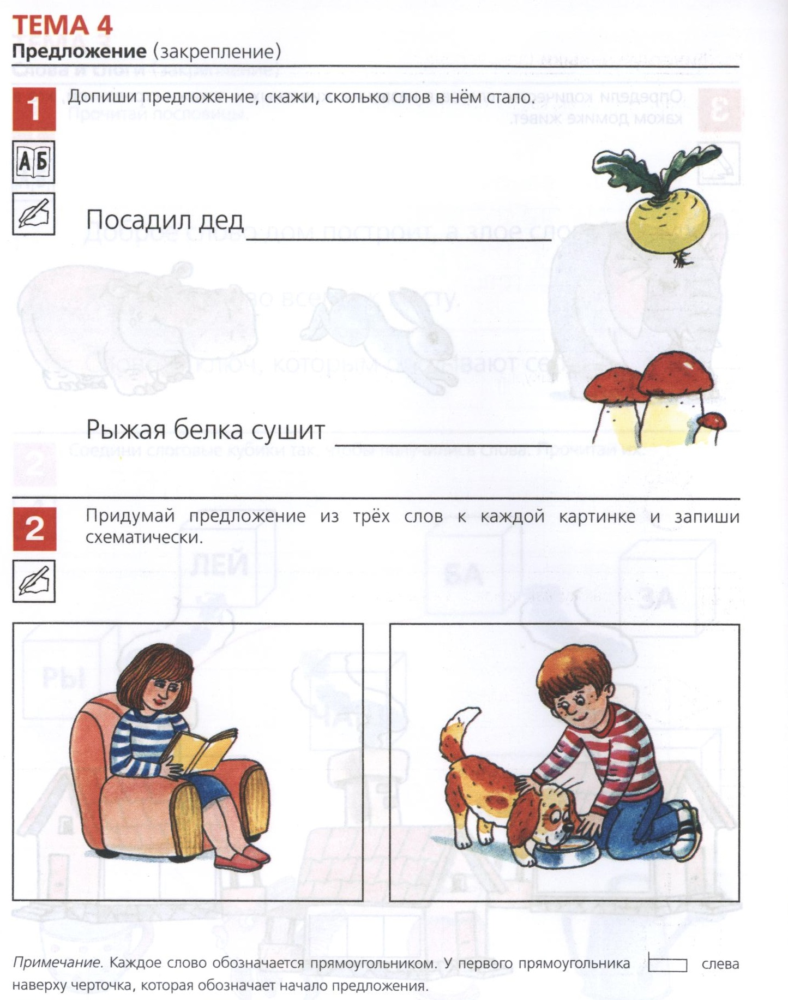 ТЕМА 4
Предложение (закрепление)
1
Допиши предложение, скажи, сколько слов в нём стало.
А Б
Посадил дед
Рыжая белка сушит
2
Придумай предложение из трёх слов к каждой картинке и запиши
схематически.
Примечание. Каждое слово обозначается прямоугольником. У первого прямоугольника слева
наверху черточка, которая обозначает начало предложения.